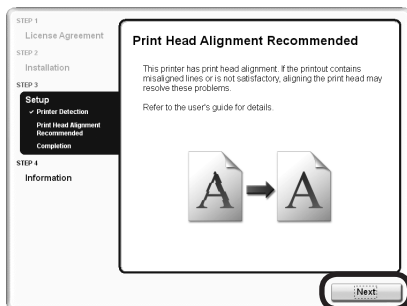 STEP 1
License Agreement
STEP 2
Installation
STEP 3
Setup
✓ Printer Detection
Print Head Alignment
Recommended
Completion
STEP 4
Information
Print Head Alignment Recommended
This printer has print head alignment. If the printout contains
misaligned lines or is not satisfactory, aligning the print head may
resolve these problems.
Refer to the user's guide for details.
A
A
Next